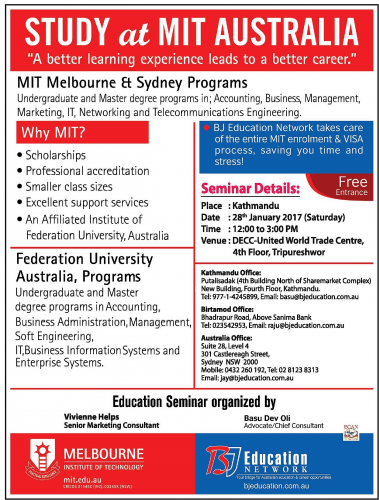 STUDY at MIT AUSTRALIA
"A better learning experience leads to a better career."
MIT Melbourne & Sydney Programs
Undergraduate and Master degree programs in; Accounting, Business, Management,
Marketing, IT, Networking and Telecommunications Engineering.
Why MIT?
• Scholarships
• Professional accreditation
• Smaller class sizes
• Excellent support services
• An Affiliated Institute of
Federation University, Australia
BJ Education Network takes care
of the entire MIT enrolment & VISA
process, saving you time and
stress!
Free
Entrance
Seminar Details:
Place : Kathmandu
Date : 28th January 2017 (Saturday)
Time : 12:00 to 3:00 PM
Venue : DECC-United World Trade Centre,
4th Floor, Tripureshwor
Federation University
Australia, Programs
Undergraduate and Master
degree programs in Accounting,
Business Administration, Management,
Soft Engineering,
IT, Business Information Systems and
Enterprise Systems.
Kathmandu Office:
Putalisadak (4th Building North of Sharemarket Complex)
New Building, Fourth Floor, Kathmandu.
Tel: 977-1-4245899, Email: basu@bjeducation.com.au
Birtamod Office:
Bhadrapur Road, Above Sanima Bank
Tel: 023542953, Email: raju@bjeducation.com.au
Australia Office:
Suite 28, Level 4
301 Castlereagh Street,
Sydney NSW 2000
Mobile: 0432 260 192, Tel: 02 8123 8313
Email: jay@bjeducation.com.au
Education Seminar organized by
Vivienne Helps
Senior Marketing Consultant
Basu Dev Oli
Advocate/Chief Consultant
ECAN
MELBOURNE
INSTITUTE OF TECHNOLOGY
mit.edu.au
BJ Education
NETWORK
Your bridge for Australian education & career opportunities
bjeducation.com.au